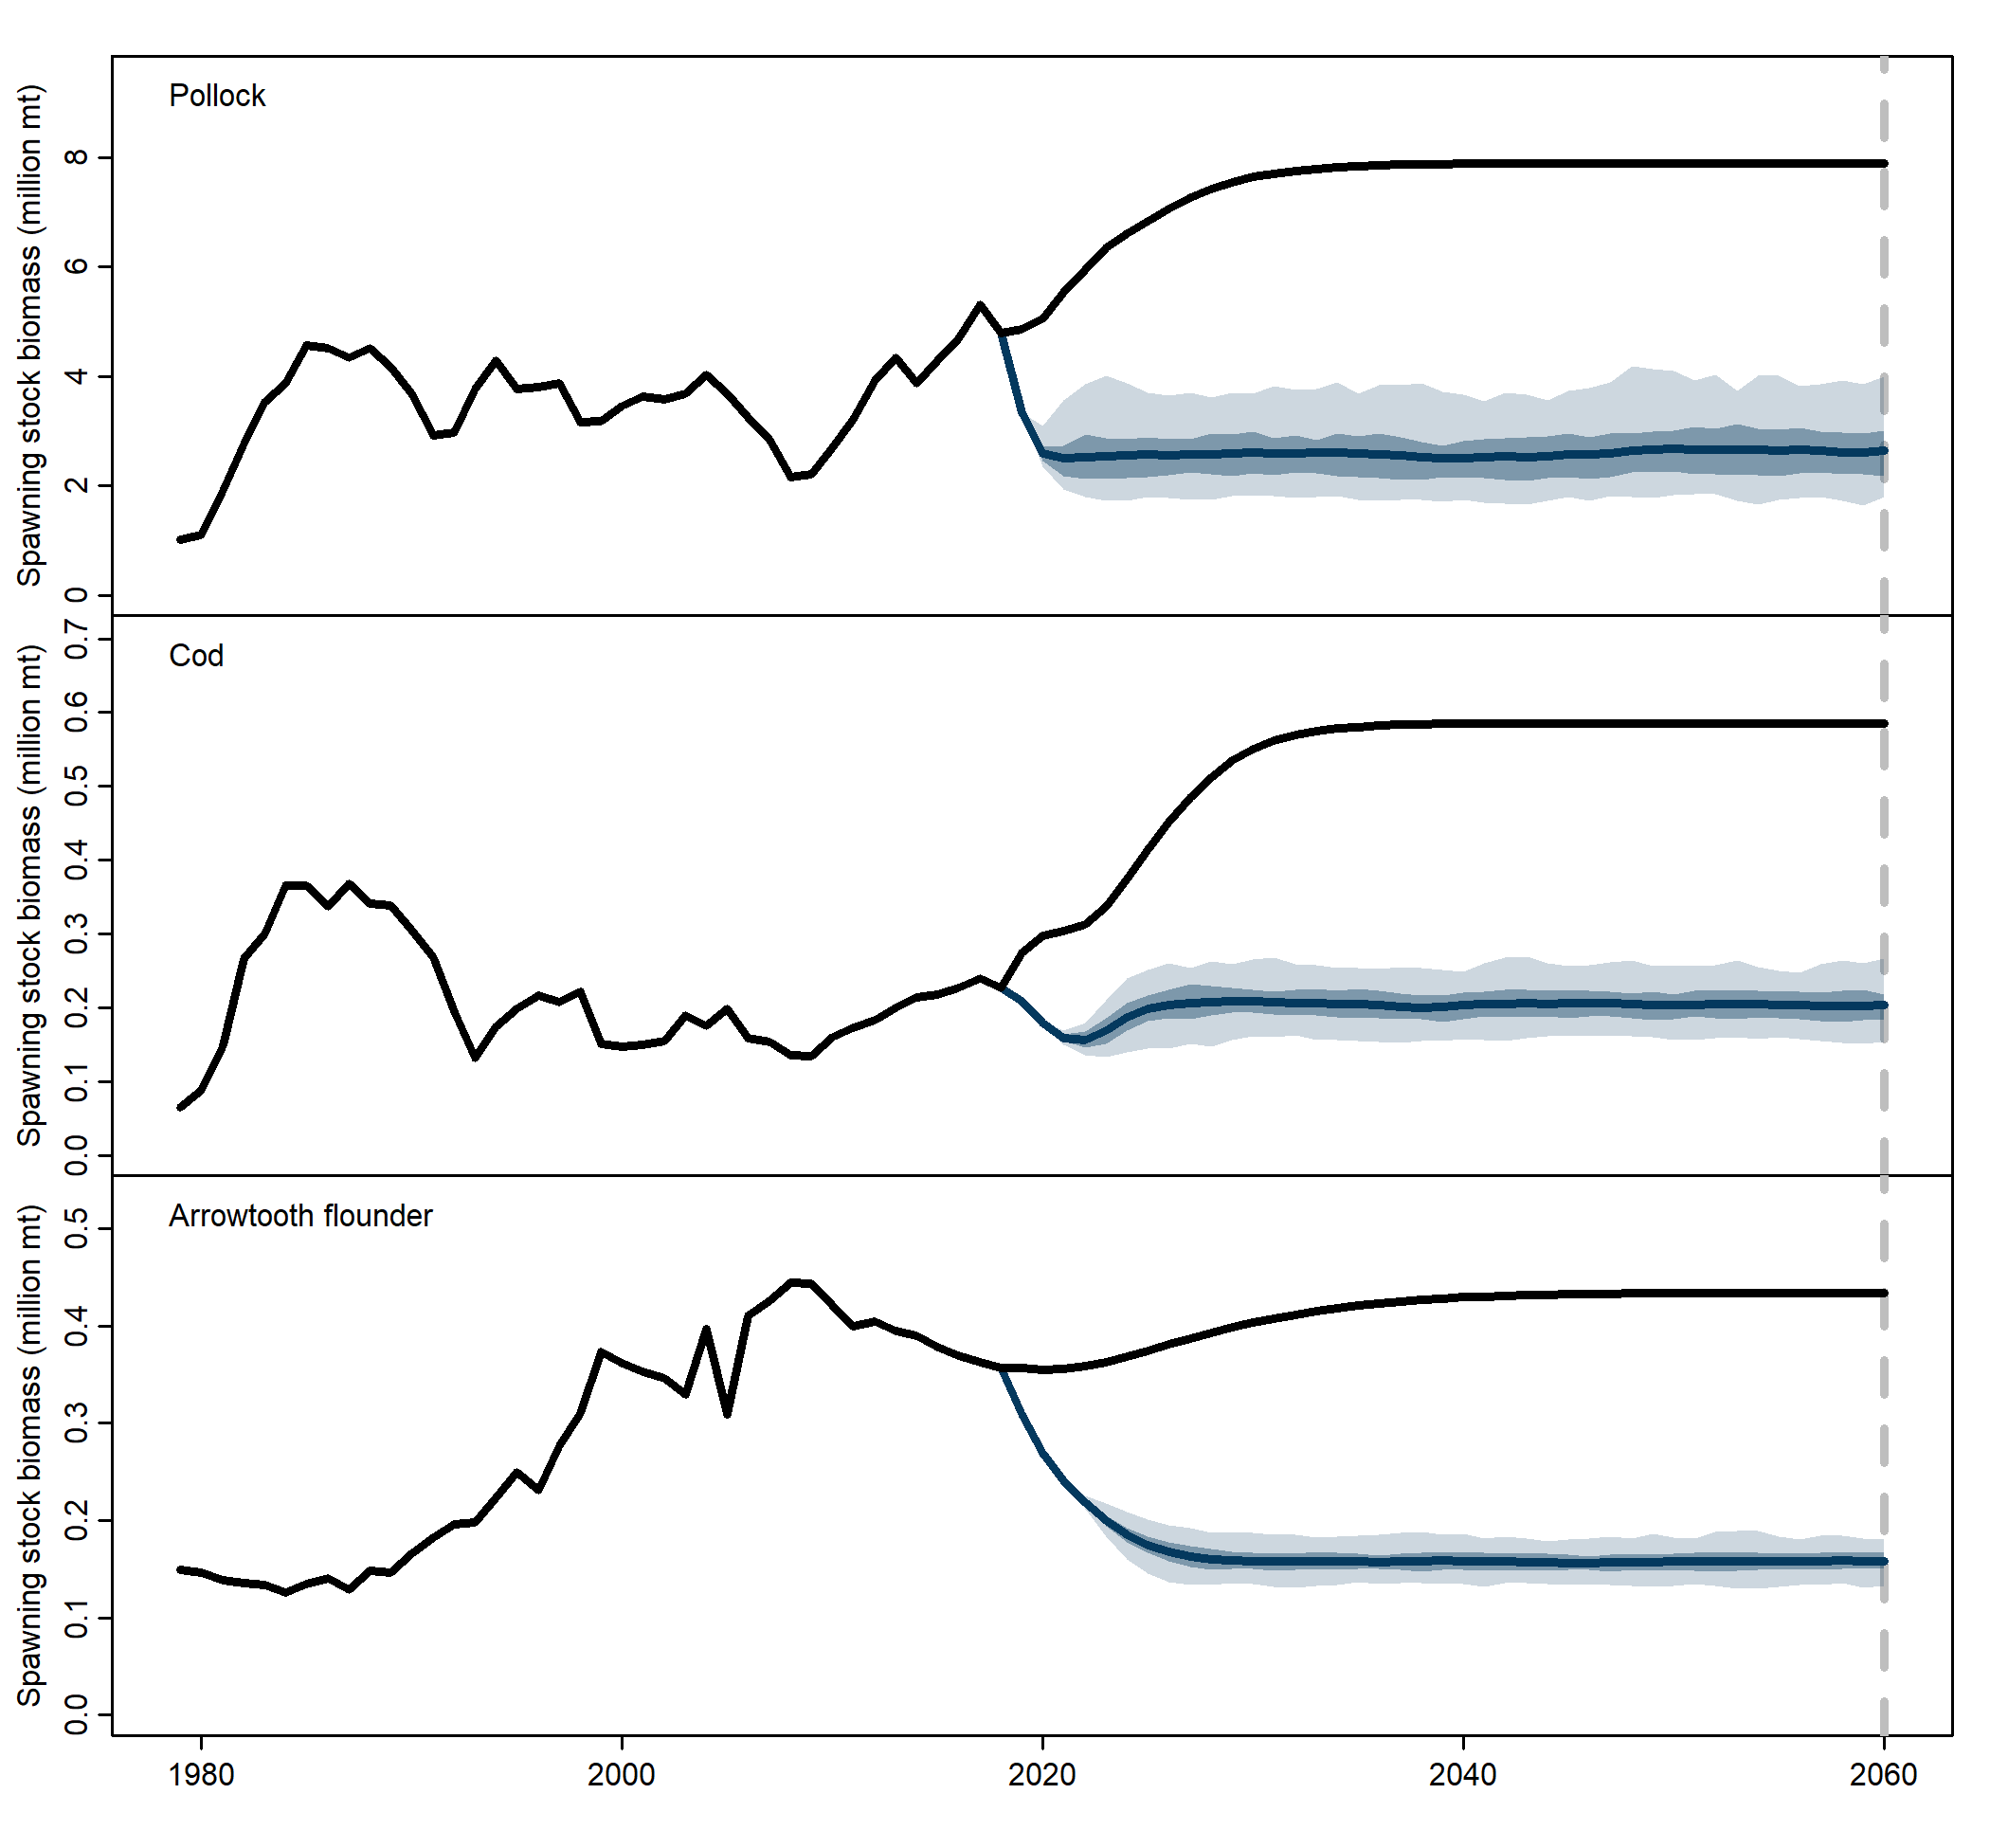 Pollock
Spawning stock biomass (million mt)
8
6
4
2
0
Cod
Spawning stock biomass (million mt)
0.7
0.6
0.5
0.4
0.3
0.2
0.1
0.0
Arrowtooth flounder
Spawning stock biomass (million mt)
0.5
0.4
0.3
0.2
0.1
0.0
1980 2000 2020 2040 2060